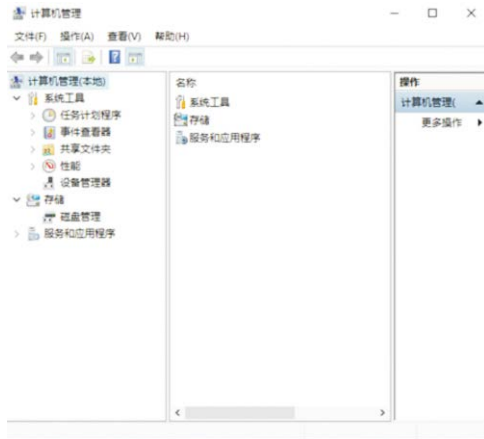 计算机管理
文件(F) 操作(A) 查看(V) 帮助(H)
计算机管理(本地)
系统工具
任务计划程序
事件查看器
共享文件夹
性能
设备管理器
存储
磁盘管理
服务和应用程序
名称
系统工具
存储
服务和应用程序
操作
计算机管理(
更多操作